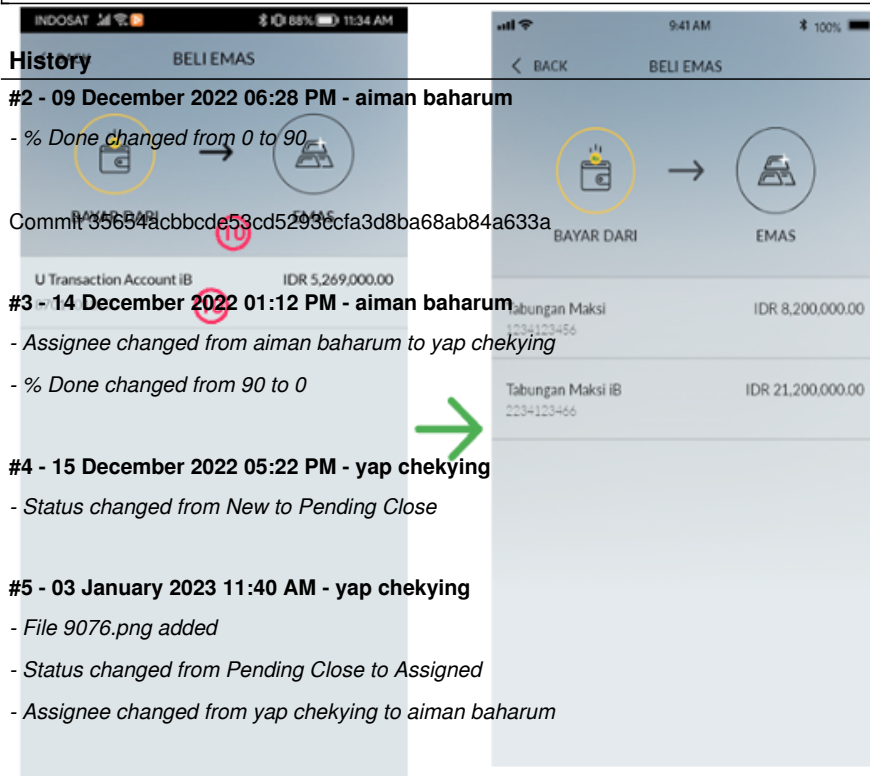 INDOSAT 88% 11:34 AM
BACK BELI EMAS
BAYAR DARI EMAS
10
U Transaction Account iB IDR 5,269,000.00
9:41 AM 100%
BACK BELI EMAS
BAYAR DARI EMAS
Tabungan Maksi IDR 8,200,000.00
1234123456
Tabungan Maksi iB IDR 21,200,000.00
2234123466
History
#2 - 09 December 2022 06:28 PM - aiman baharum
- % Done changed from 0 to 90
Commit 35654acbbcde53cd5293ccfa3d8ba68ab84a633a
#3 - 14 December 2022 01:12 PM - aiman baharum
- Assignee changed from aiman baharum to yap chekying
- % Done changed from 90 to 0
#4 - 15 December 2022 05:22 PM - yap chekying
- Status changed from New to Pending Close
#5 - 03 January 2023 11:40 AM - yap chekying
- File 9076.png added
- Status changed from Pending Close to Assigned
- Assignee changed from yap chekying to aiman baharum